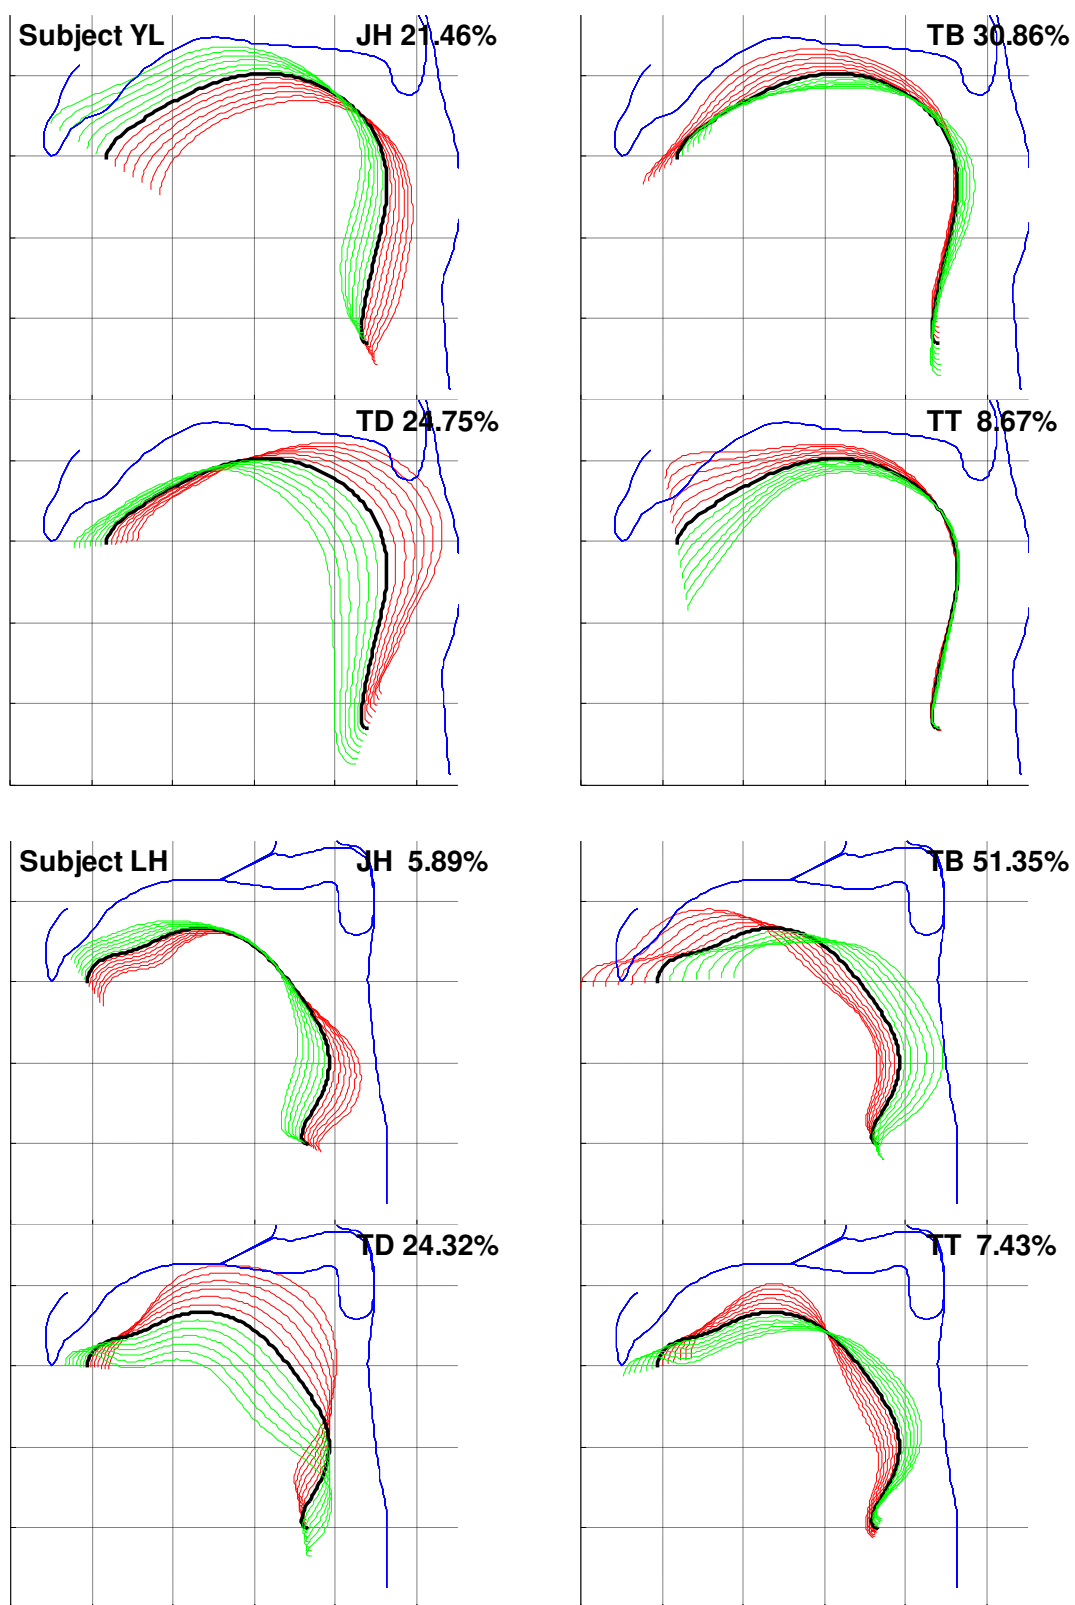 Subject YL JH 21.46% TB 30.86%
TD 24.75% TT 8.67%
Subject LH JH 5.89% TB 51.35%
TD 24.32% TT 7.43%